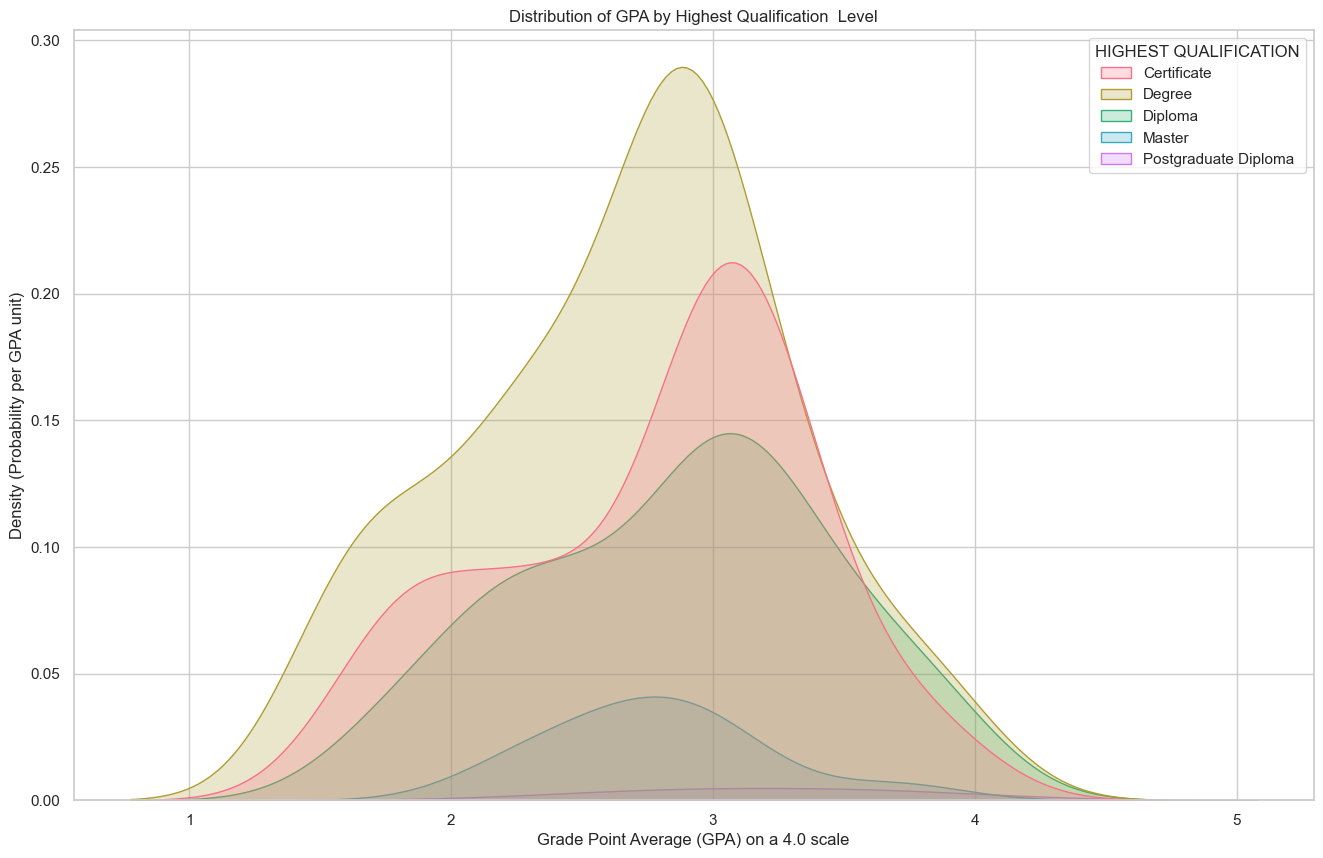 Distribution of GPA by Highest Qualification  Level
0.30
0.25
0.20
0.15
0.10
0.05
0.00
Density (Probability per GPA unit)
HIGHEST QUALIFICATION
Certificate
Degree
Diploma
Master
Postgraduate Diploma
1 2 3 4 5
Grade Point Average (GPA) on a 4.0 scale